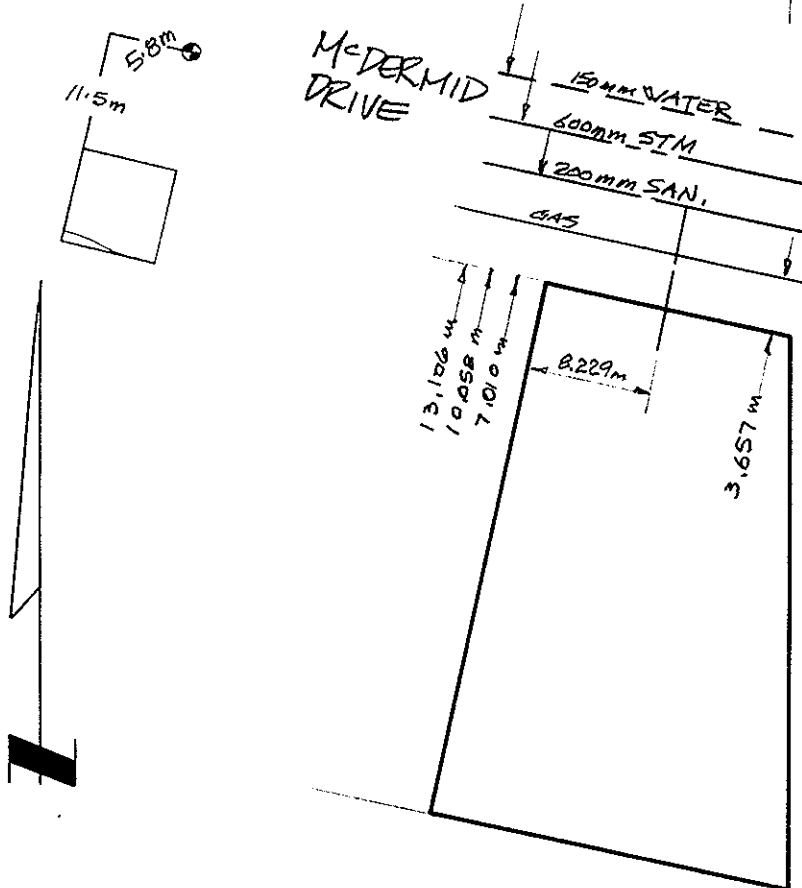 5.8m
11.5m
McDERMID
DRIVE
150mm WATER
600mm STM
200mm SAN.
GAS
13.106 m
10.058 m
7.010 m
8.229m
3.657 m